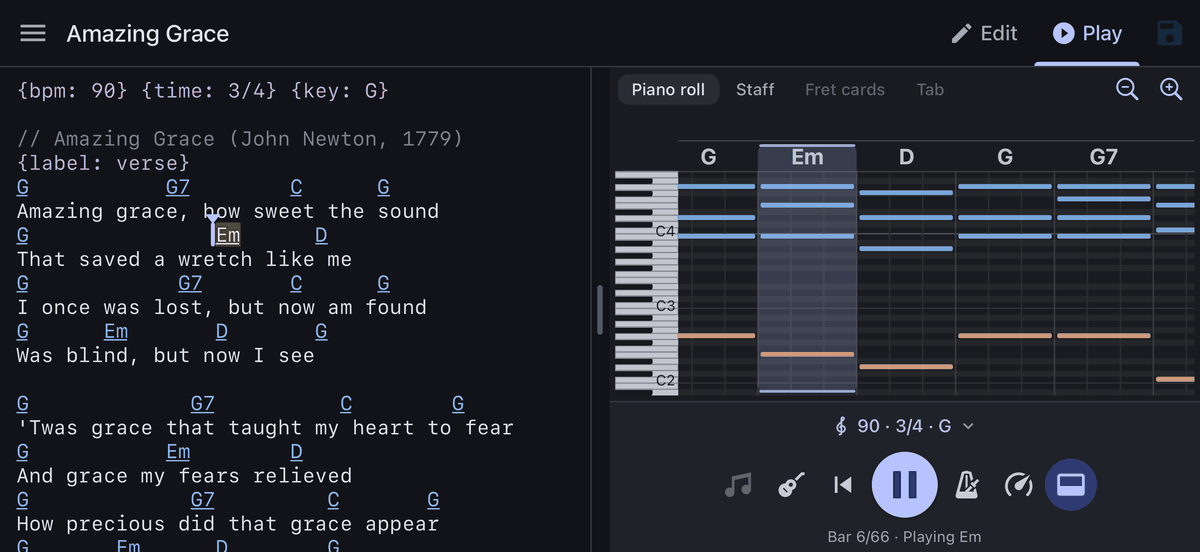 Amazing Grace
Edit
Play
{bpm: 90} {time: 3/4} {key: G}
// Amazing Grace (John Newton, 1779)
{label: verse}
G G7 C G
Amazing grace, how sweet the sound
G Em D
That saved a wretch like me
G G7 C G
I once was lost, but now am found
G Em D G
Was blind, but now I see
G G7 C G
'Twas grace that taught my heart to fear
G Em D
And grace my fears relieved
G G7 C G
How precious did that grace appear
G Em D G
Piano roll Staff Fret cards Tab
G Em D G G7
C4
C3
C2
90 · 3/4 · G
Bar 6/66 · Playing Em